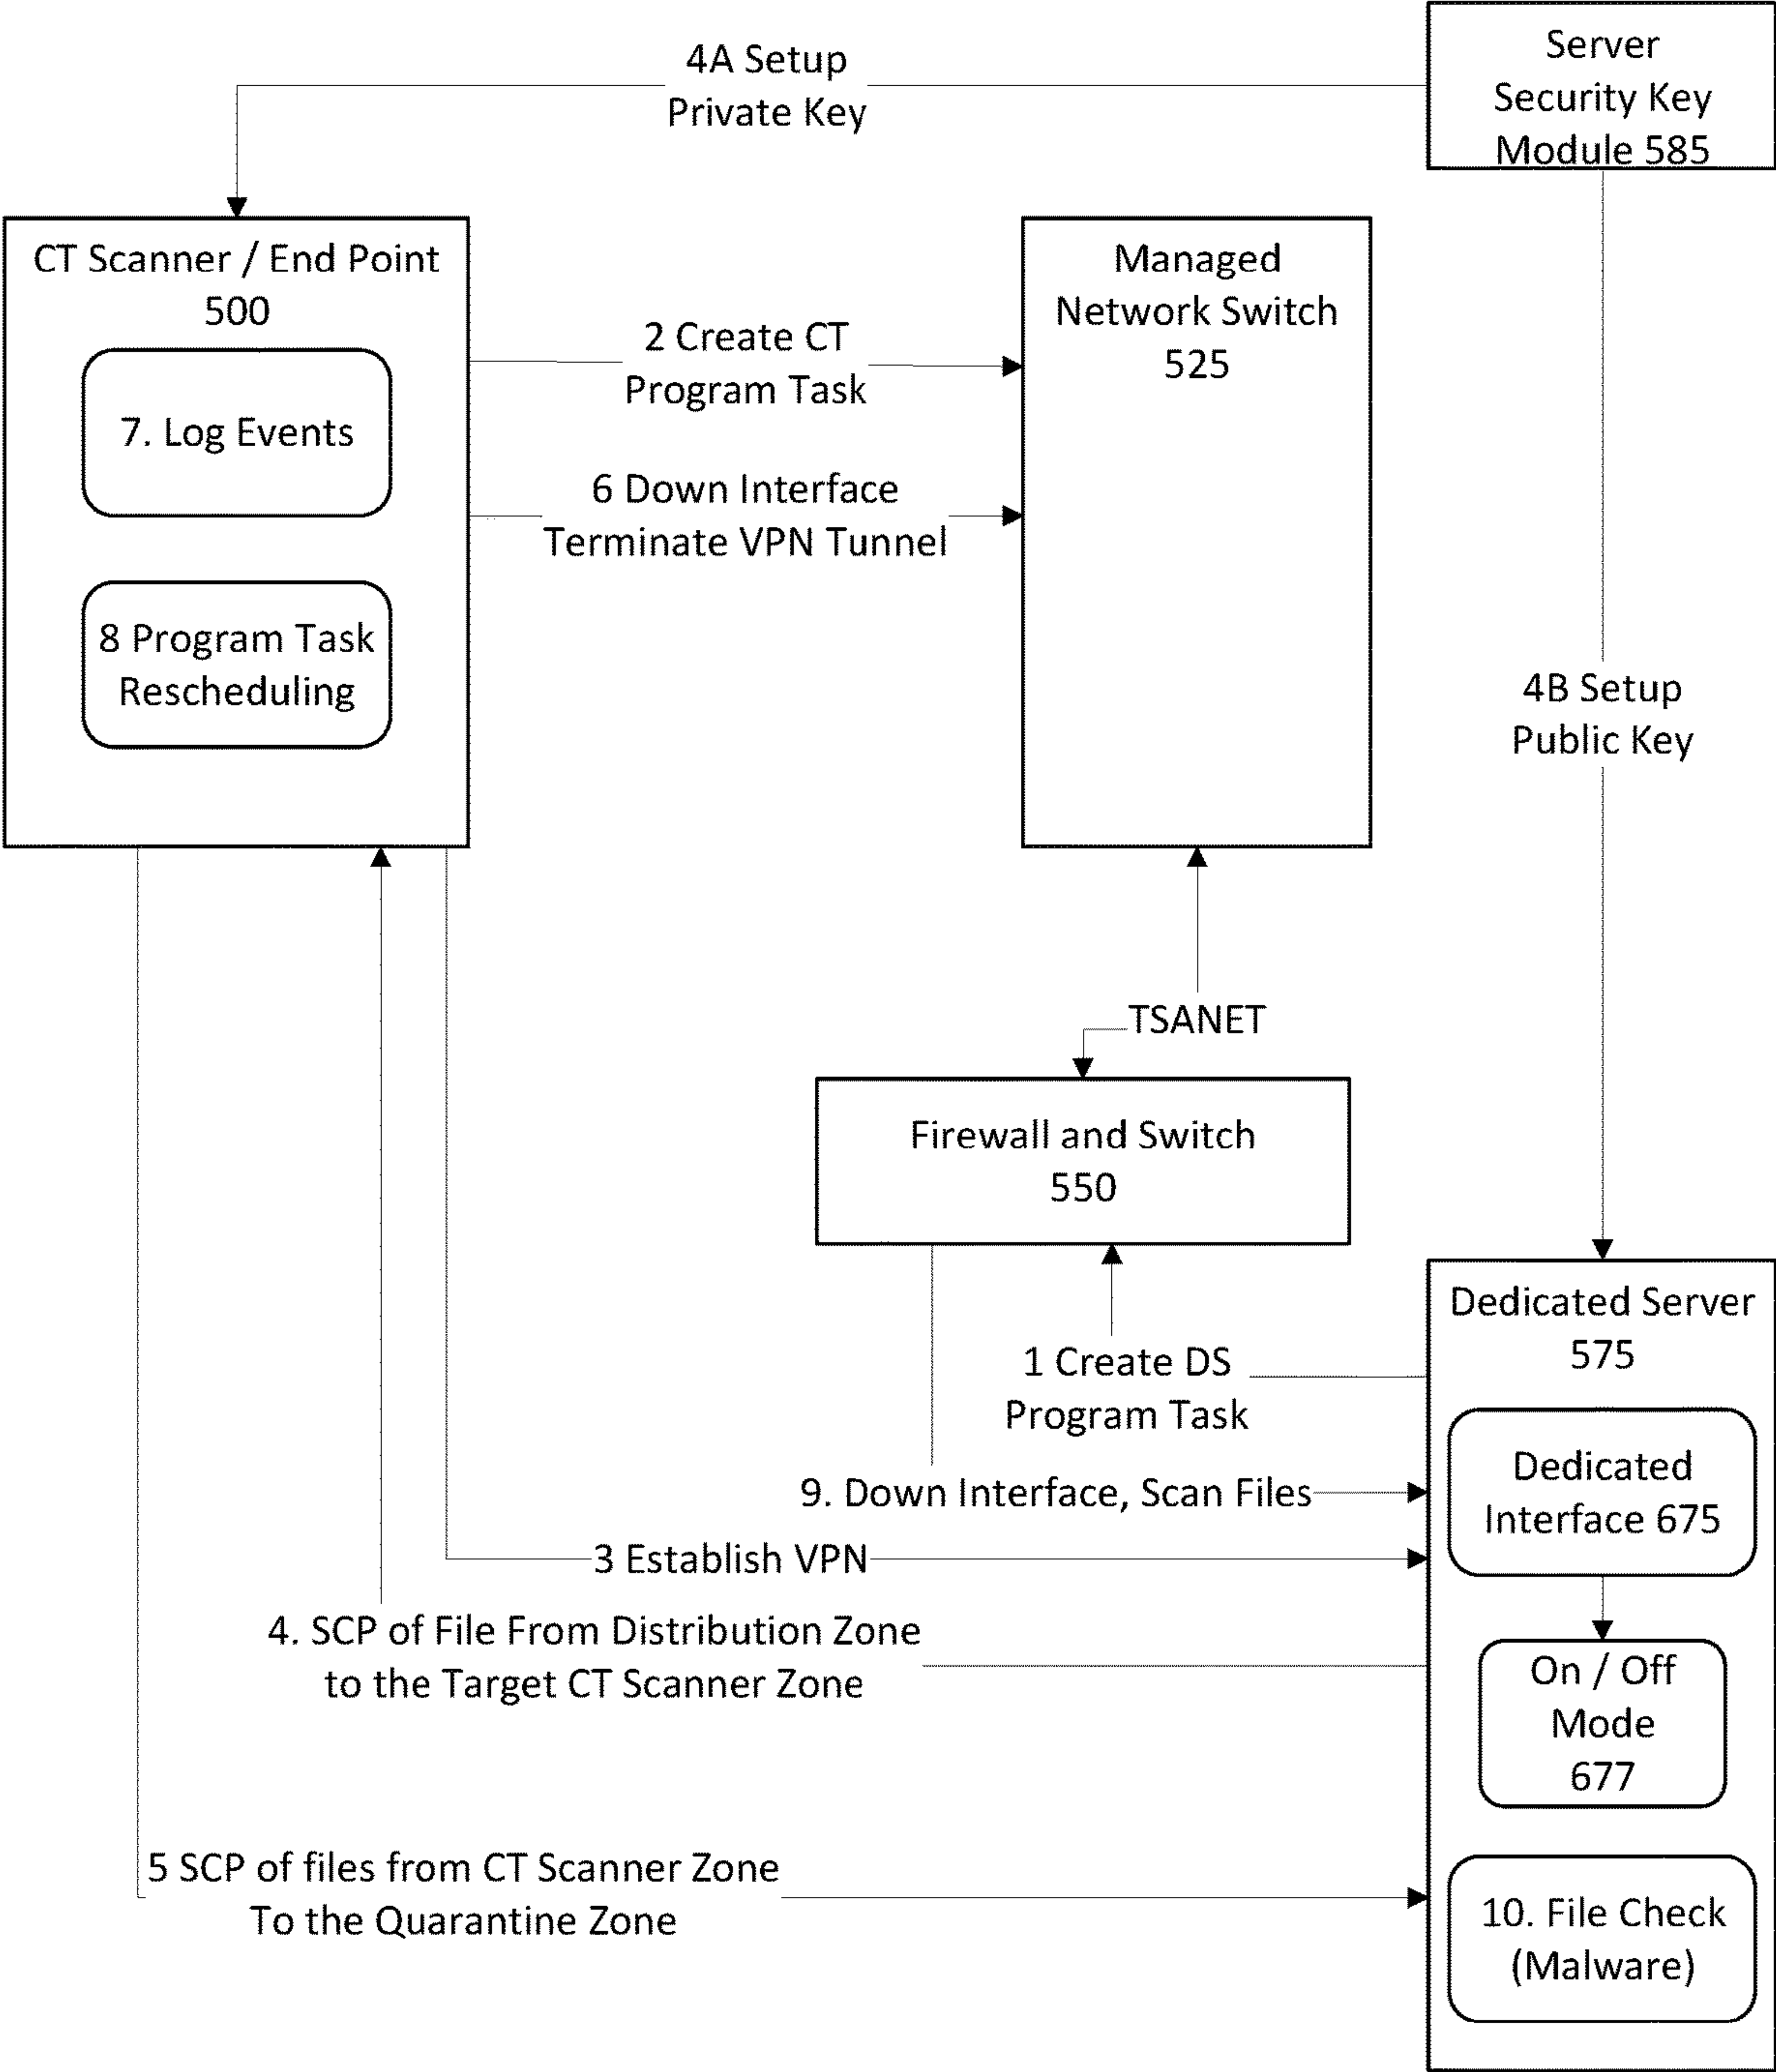 4A Setup
Private Key
Server
Security Key
Module 585
CT Scanner / End Point
500
7. Log Events
8 Program Task
Rescheduling
2 Create CT
Program Task
6 Down Interface
Terminate VPN Tunnel
Managed
Network Switch
525
4B Setup
Public Key
TSANET
Firewall and Switch
550
1 Create DS
Program Task
9. Down Interface, Scan Files
3 Establish VPN
4. SCP of File From Distribution Zone
to the Target CT Scanner Zone
5 SCP of files from CT Scanner Zone
To the Quarantine Zone
Dedicated Server
575
Dedicated
Interface 675
On / Off
Mode
677
10. File Check
(Malware)